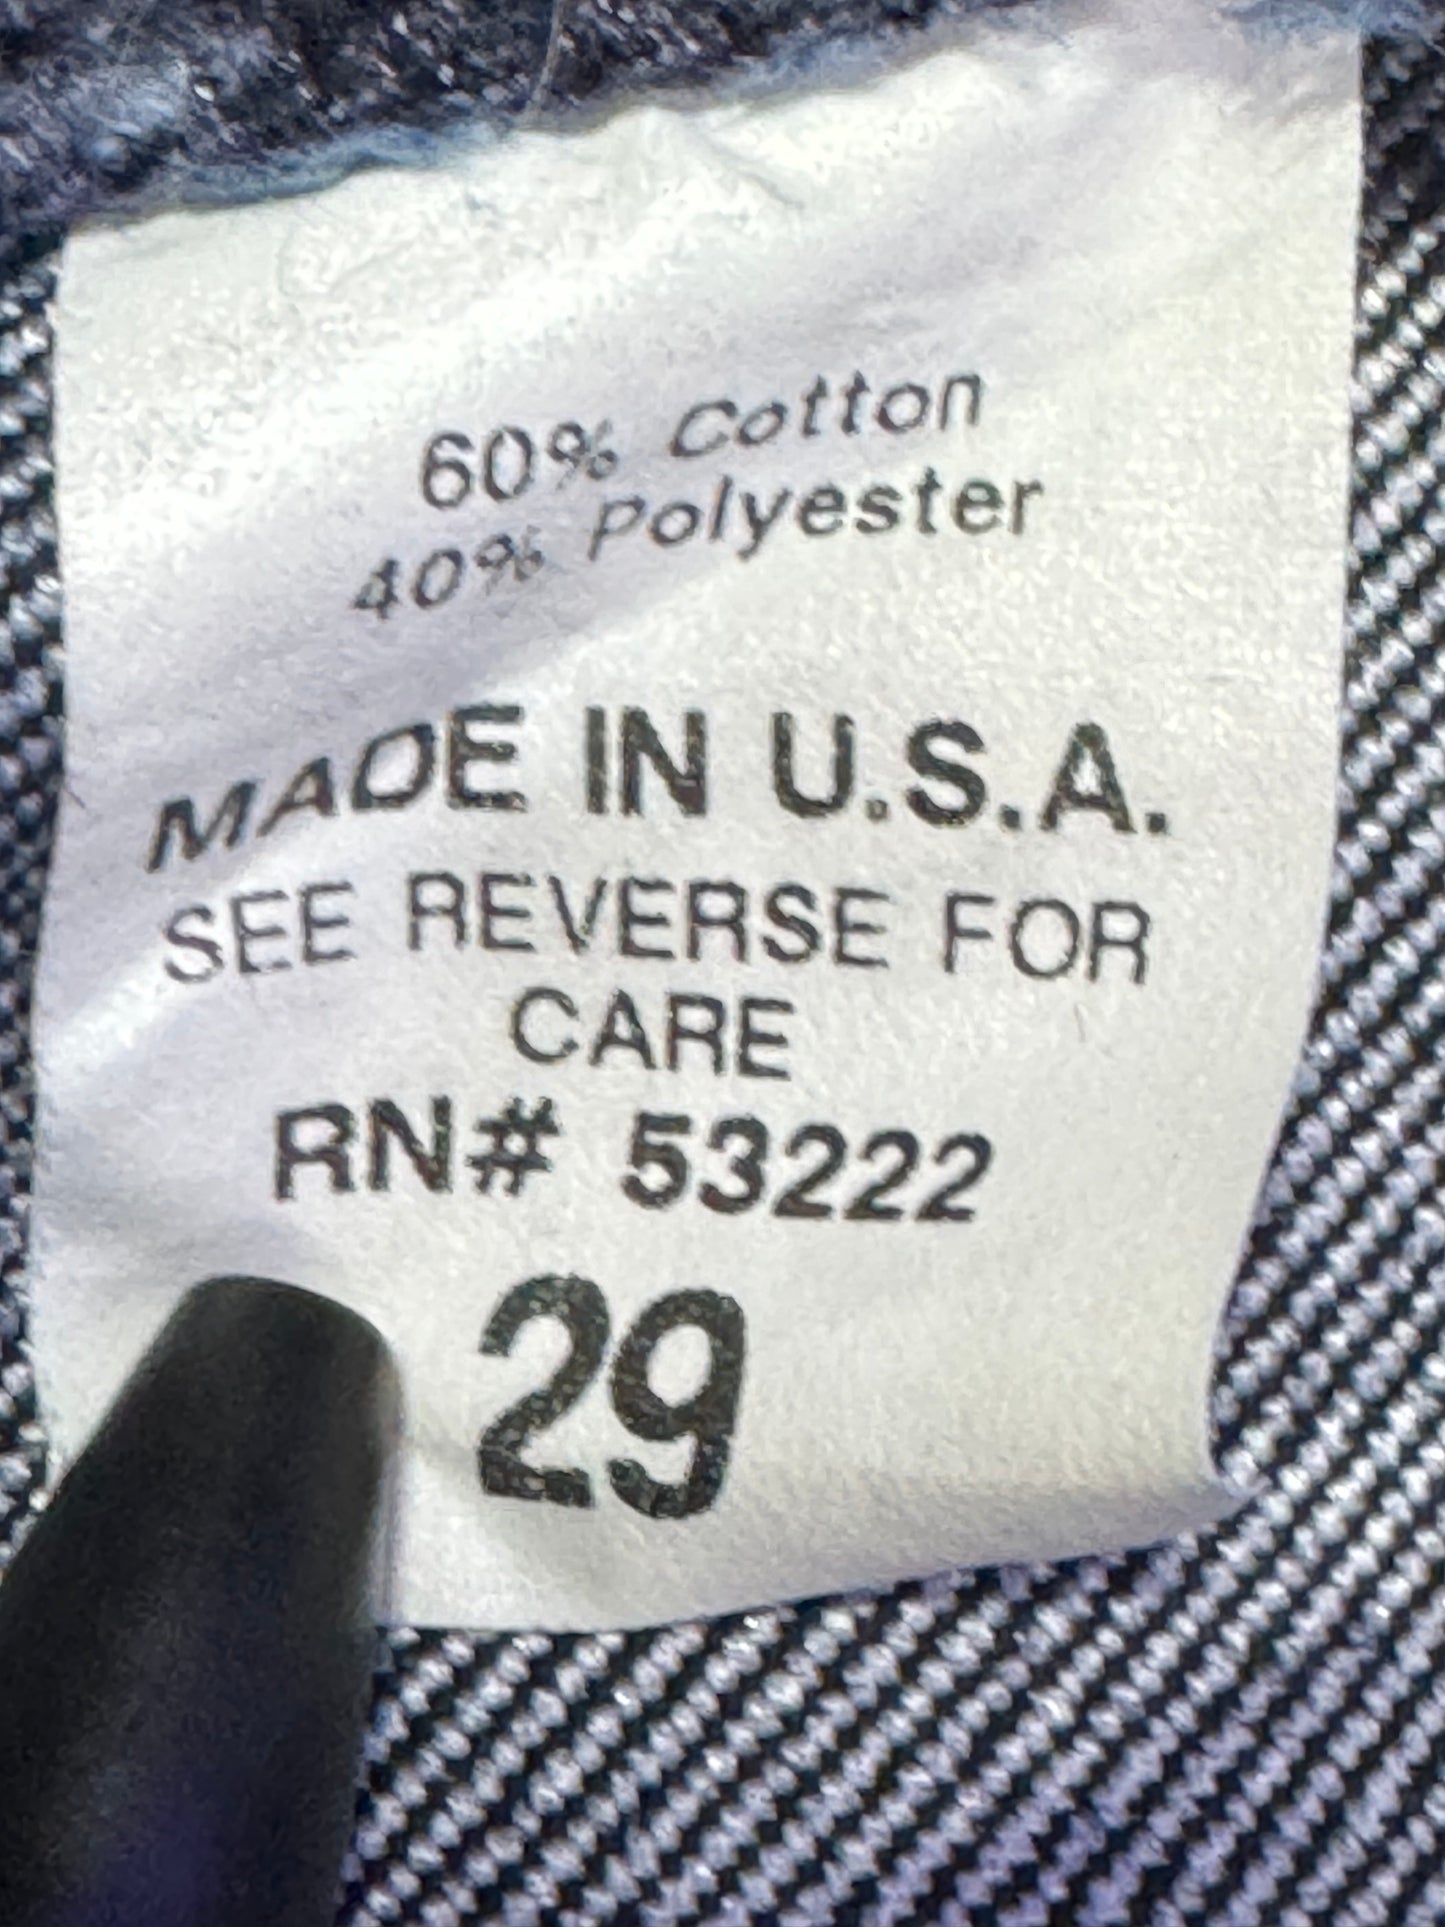 60% Cotton
40% Polyester
MADE IN U.S.A.
SEE REVERSE FOR
CARE
RN# 53222
29